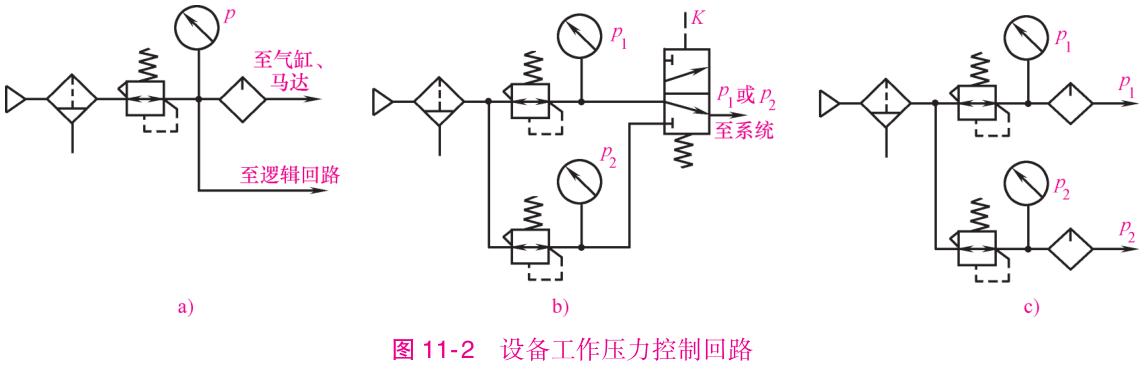 p
至气缸、
马达
至逻辑回路
a)
p1
K
p1或p2
至系统
p2
b)
p1
p1
p2
p2
c)
图 11-2 设备工作压力控制回路